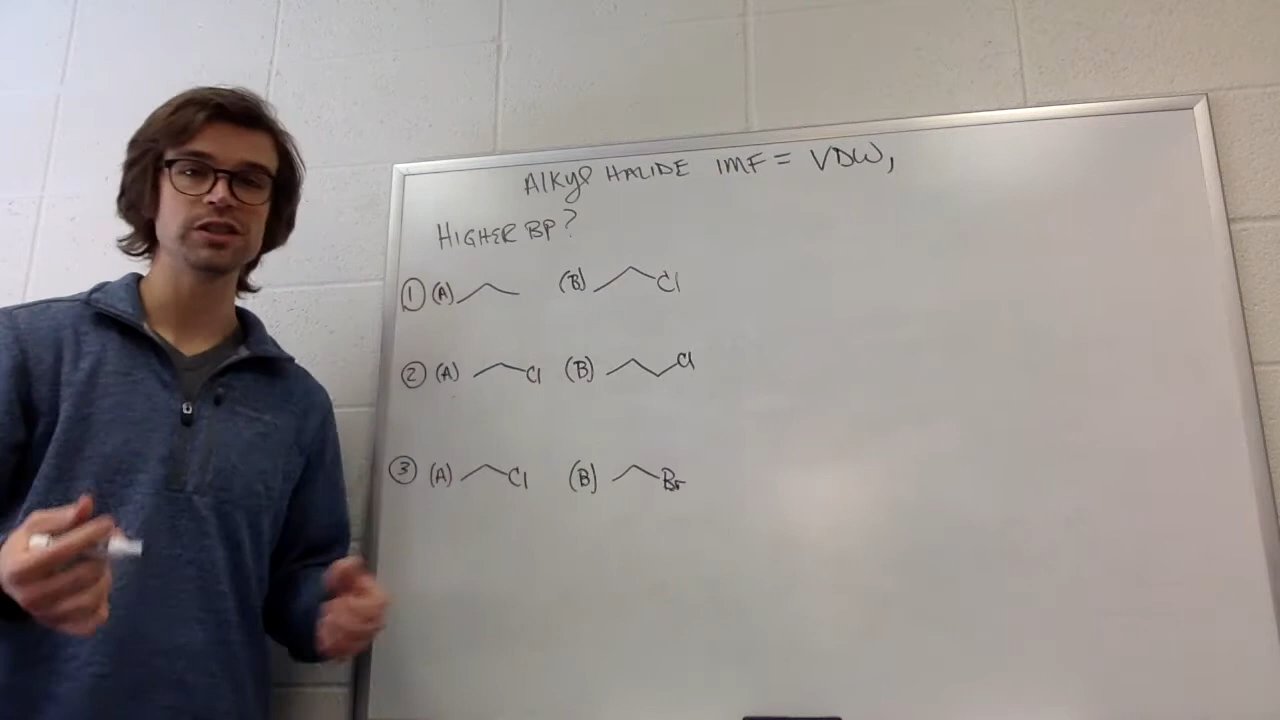 Alkyl HALIDE IMF = VDW,
HIGHER BP?
① (A) (B) Cl
② (A) Cl (B) Cl
③ (A) Cl (B) Br